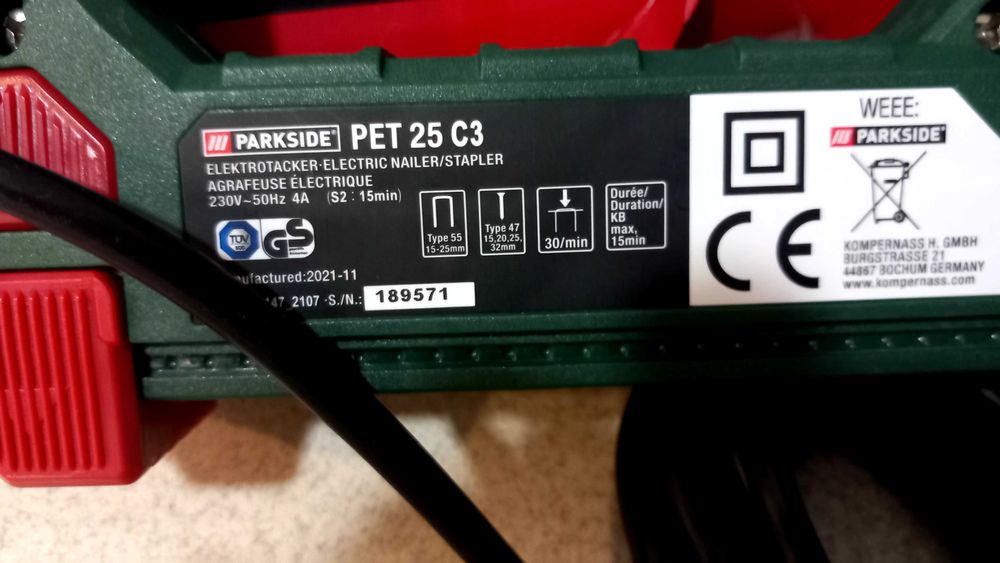 PARKSIDE® PET 25 C3
ELEKTROTACKER·ELECTRIC NAILER/STAPLER
AGRAFEUSE ÉLECTRIQUE
230V~50Hz 4A (S2 : 15min)
TÜV
GS
Type 55
15-25mm
Type 47
15,20,25,
32mm
30/min
Durée/
Duration/
KB
max,
15min
ufactured:2021-11
147_2107 ·S./N.: 189571
WEEE:
PARKSIDE®
CE
KOMPERNASS H. GMBH
BURGSTRASSE 21
44867 BOCHUM GERMANY
www.kompernass.com